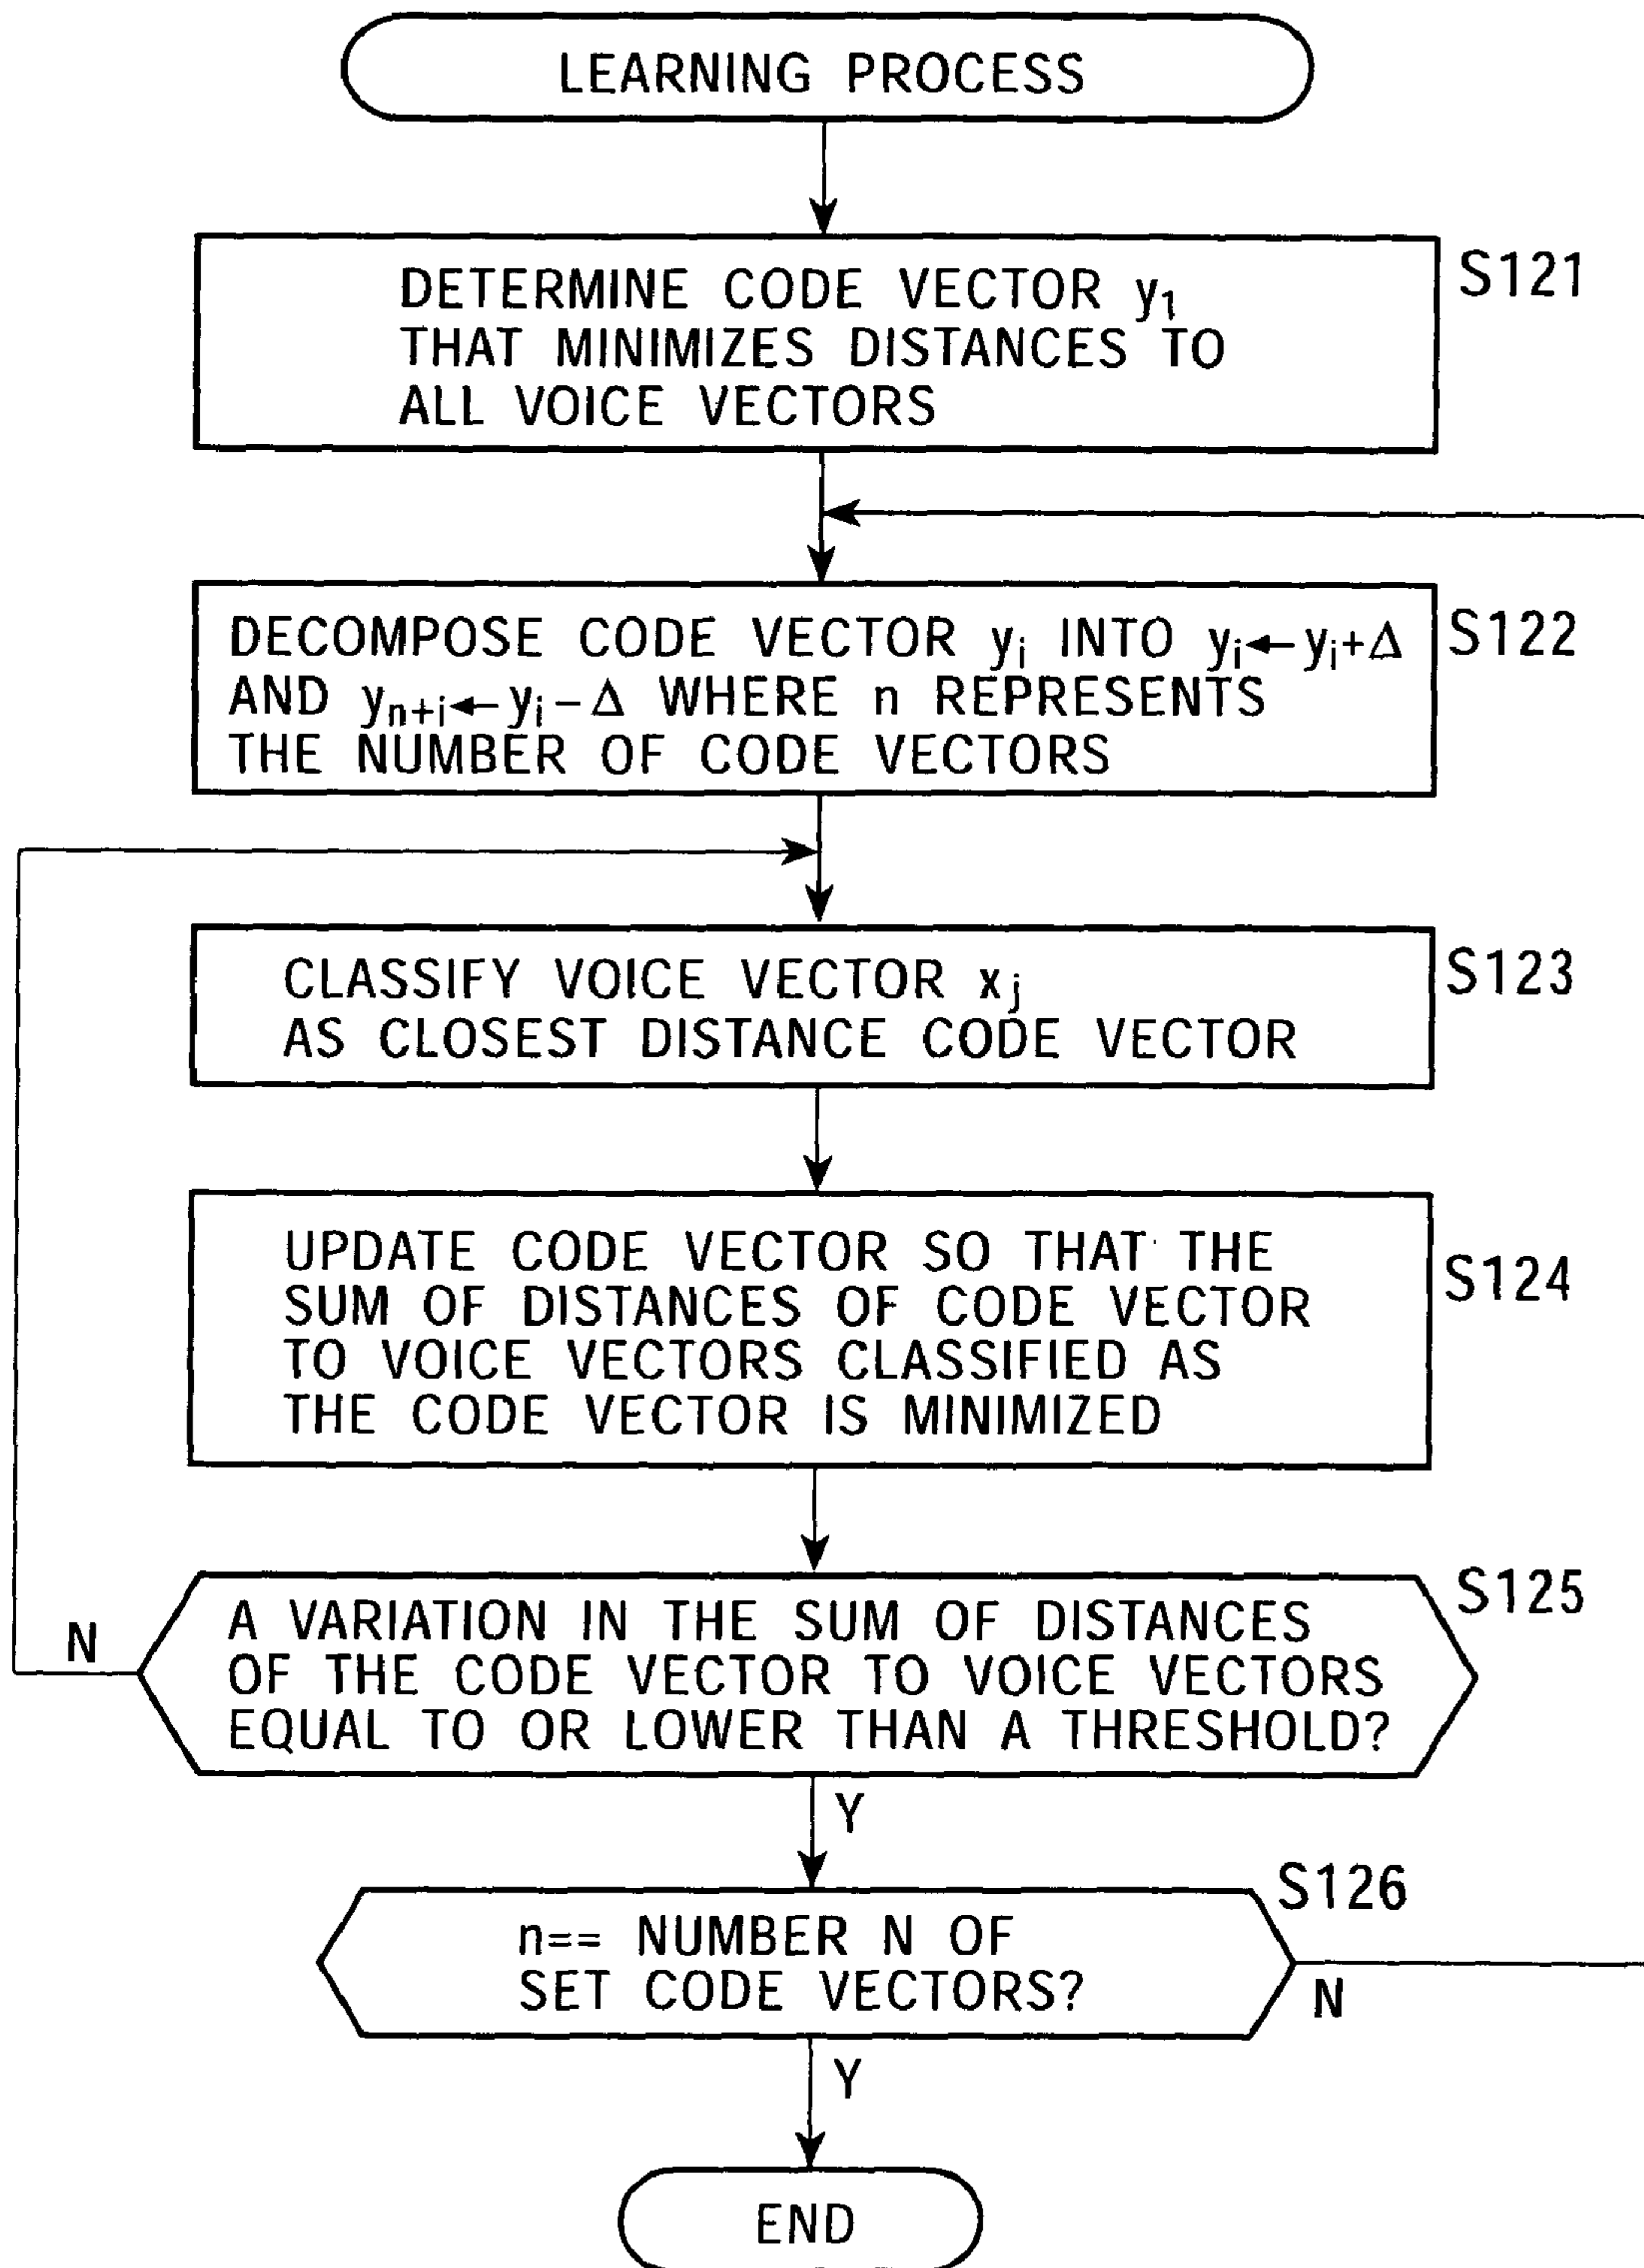 LEARNING PROCESS
S121
DETERMINE CODE VECTOR y1
THAT MINIMIZES DISTANCES TO
ALL VOICE VECTORS
S122
DECOMPOSE CODE VECTOR yi INTO yi←yi+Δ
AND yn+i←yi−Δ WHERE n REPRESENTS
THE NUMBER OF CODE VECTORS
S123
CLASSIFY VOICE VECTOR xj
AS CLOSEST DISTANCE CODE VECTOR
S124
UPDATE CODE VECTOR SO THAT THE
SUM OF DISTANCES OF CODE VECTOR
TO VOICE VECTORS CLASSIFIED AS
THE CODE VECTOR IS MINIMIZED
S125
N
A VARIATION IN THE SUM OF DISTANCES
OF THE CODE VECTOR TO VOICE VECTORS
EQUAL TO OR LOWER THAN A THRESHOLD?
Y
S126
n== NUMBER N OF
SET CODE VECTORS?
N
Y
END